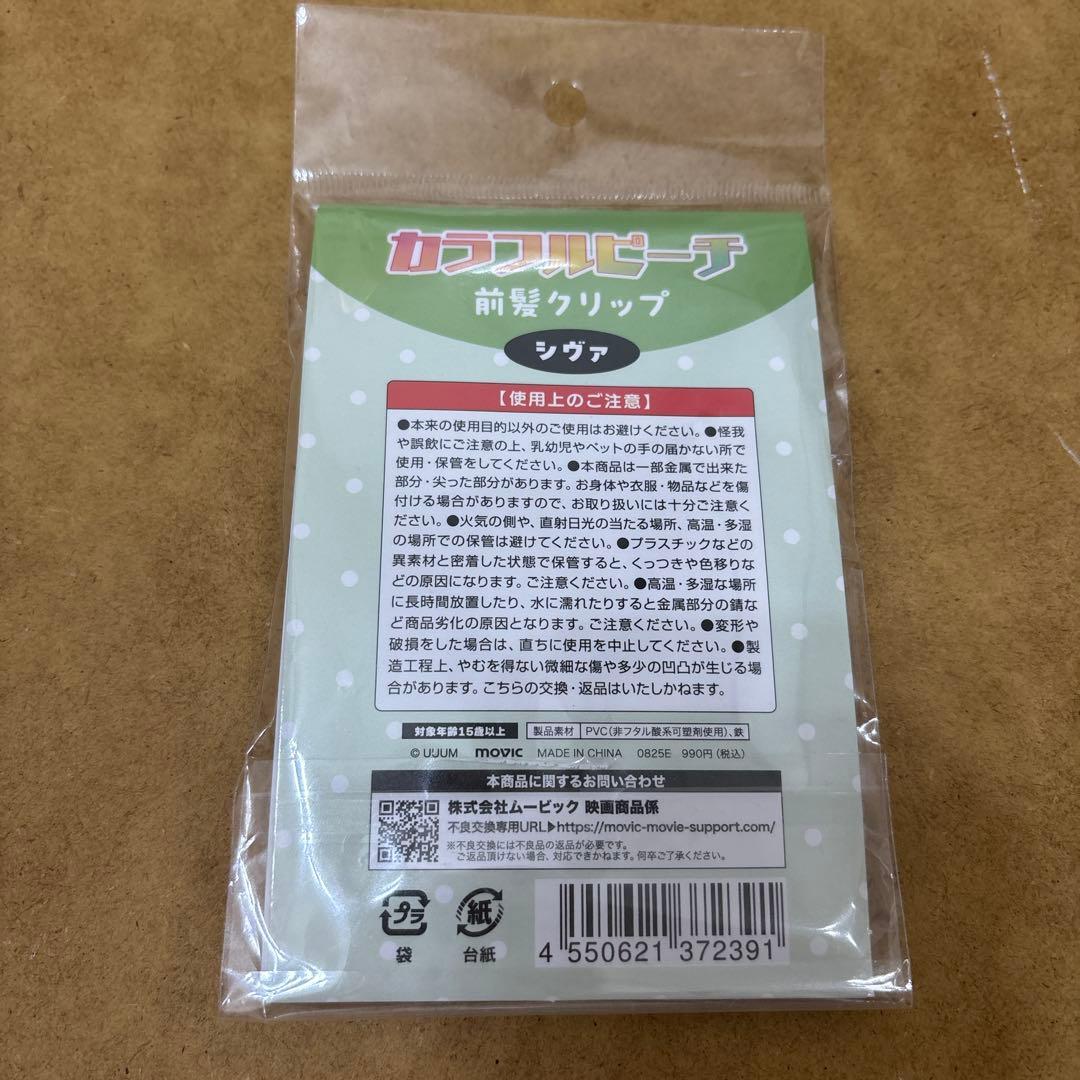 カラフルピーチ
前髪クリップ
シヴァ
【使用上のご注意】
●本来の使用目的以外のご使用はお避けください。●怪我
や誤飲にご注意の上、乳幼児やペットの手の届かない所で
使用・保管をしてください。●本商品は一部金属で出来た
部分・尖った部分があります。お身体や衣服・物品などを傷
付ける場合がありますので、お取り扱いには十分ご注意く
ださい。●火気の側や、直射日光の当たる場所、高温・多湿
の場所での保管は避けてください。●プラスチックなどの
異素材と密着した状態で保管すると、くっつきや色移りな
どの原因になります。ご注意ください。●高温・多湿な場所
に長時間放置したり、水に濡れたりすると金属部分の錆な
ど商品劣化の原因となります。ご注意ください。●変形や
破損をした場合は、直ちに使用を中止してください。●製
造工程上、やむを得ない微細な傷や多少の凹凸が生じる場
合があります。こちらの交換・返品はいたしかねます。
対象年齢15歳以上 製品素材 PVC(非フタル酸系可塑剤使用)、鉄
© UUUM movic MADE IN CHINA 0825E 990円(税込)
本商品に関するお問い合わせ
株式会社ムービック 映画商品係
不良交換専用URL▶https://movic-movie-support.com/
※不良交換には不良品の返品が必要です。
ご返品頂けない場合、対応できかねます。何卒ご了承ください。
プラ 紙
袋 台紙
4 550621 372391